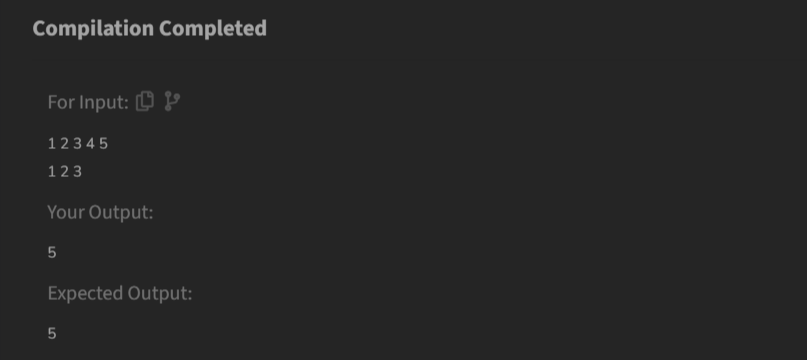 Compilation Completed
For Input:
1 2 3 4 5
1 2 3
Your Output:
5
Expected Output:
5